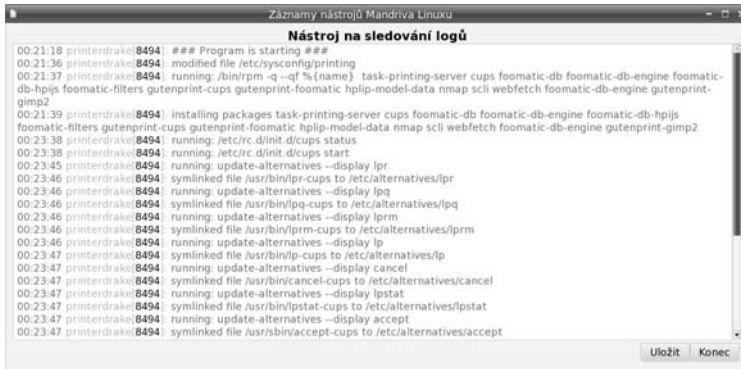 Záznamy nástrojů Mandriva Linuxu
Nástroj na sledování logů
00:21:18 printerdrake[8494]: ### Program is starting ###
00:21:36 printerdrake[8494]: modified file /etc/sysconfig/printing
00:21:37 printerdrake[8494]: running: /bin/rpm -q --qf %{name} task-printing-server cups foomatic-db foomatic-db-engine foomatic-
db-hpijs foomatic-filters gutenprint-cups gutenprint-foomatic hplip-model-data nmap scli webfetch foomatic-db-engine gutenprint-
gimp2
00:21:39 printerdrake[8494]: installing packages task-printing-server cups foomatic-db foomatic-db-engine foomatic-db-hpijs
foomatic-filters gutenprint-cups gutenprint-foomatic hplip-model-data nmap scli webfetch foomatic-db-engine gutenprint-gimp2
00:23:38 printerdrake[8494]: running: /etc/rc.d/init.d/cups status
00:23:38 printerdrake[8494]: running: /etc/rc.d/init.d/cups start
00:23:45 printerdrake[8494]: running: update-alternatives --display lpr
00:23:46 printerdrake[8494]: symlinked file /usr/bin/lpr-cups to /etc/alternatives/lpr
00:23:46 printerdrake[8494]: running: update-alternatives --display lpq
00:23:46 printerdrake[8494]: symlinked file /usr/bin/lpq-cups to /etc/alternatives/lpq
00:23:46 printerdrake[8494]: running: update-alternatives --display lprm
00:23:46 printerdrake[8494]: symlinked file /usr/bin/lprm-cups to /etc/alternatives/lprm
00:23:46 printerdrake[8494]: running: update-alternatives --display lp
00:23:47 printerdrake[8494]: symlinked file /usr/bin/lp-cups to /etc/alternatives/lp
00:23:47 printerdrake[8494]: running: update-alternatives --display cancel
00:23:47 printerdrake[8494]: symlinked file /usr/bin/cancel-cups to /etc/alternatives/cancel
00:23:47 printerdrake[8494]: running: update-alternatives --display lpstat
00:23:47 printerdrake[8494]: symlinked file /usr/bin/lpstat-cups to /etc/alternatives/lpstat
00:23:47 printerdrake[8494]: running: update-alternatives --display accept
00:23:47 printerdrake[8494]: symlinked file /usr/sbin/accept-cups to /etc/alternatives/accept
Uložit Konec